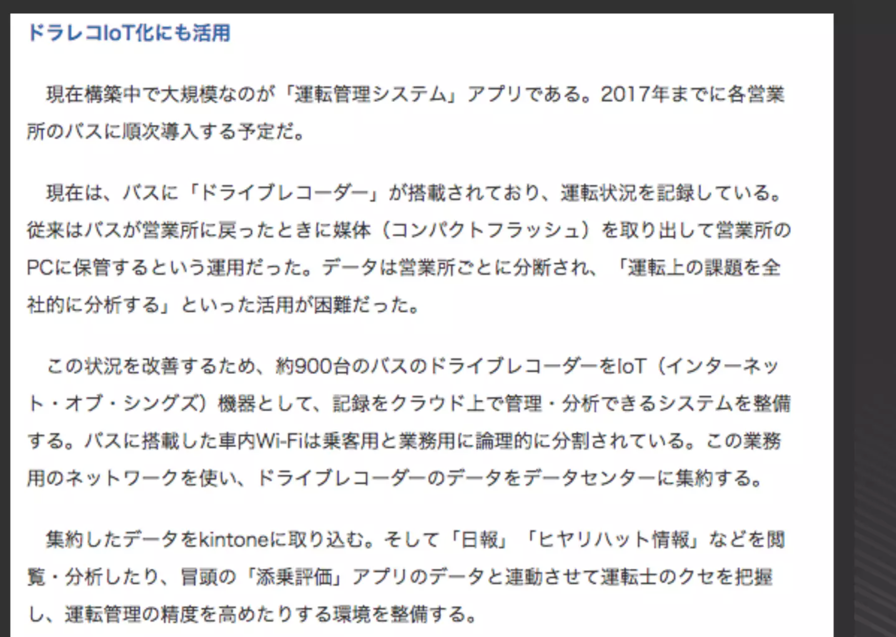 ドラレコIoT化にも活用
現在構築中で大規模なのが「運転管理システム」アプリである。2017年までに各営業
所のバスに順次導入する予定だ。
現在は、バスに「ドライブレコーダー」が搭載されており、運転状況を記録している。
従来はバスが営業所に戻ったときに媒体（コンパクトフラッシュ）を取り出して営業所の
PCに保管するという運用だった。データは営業所ごとに分断され、「運転上の課題を全
社的に分析する」といった活用が困難だった。
この状況を改善するため、約900台のバスのドライブレコーダーをIoT（インターネッ
ト・オブ・シングズ）機器として、記録をクラウド上で管理・分析できるシステムを整備
する。バスに搭載した車内Wi-Fiは乗客用と業務用に論理的に分割されている。この業務
用のネットワークを使い、ドライブレコーダーのデータをデータセンターに集約する。
集約したデータをkintoneに取り込む。そして「日報」「ヒヤリハット情報」などを閲
覧・分析したり、冒頭の「添乗評価」アプリのデータと連動させて運転士のクセを把握
し、運転管理の精度を高めたりする環境を整備する。